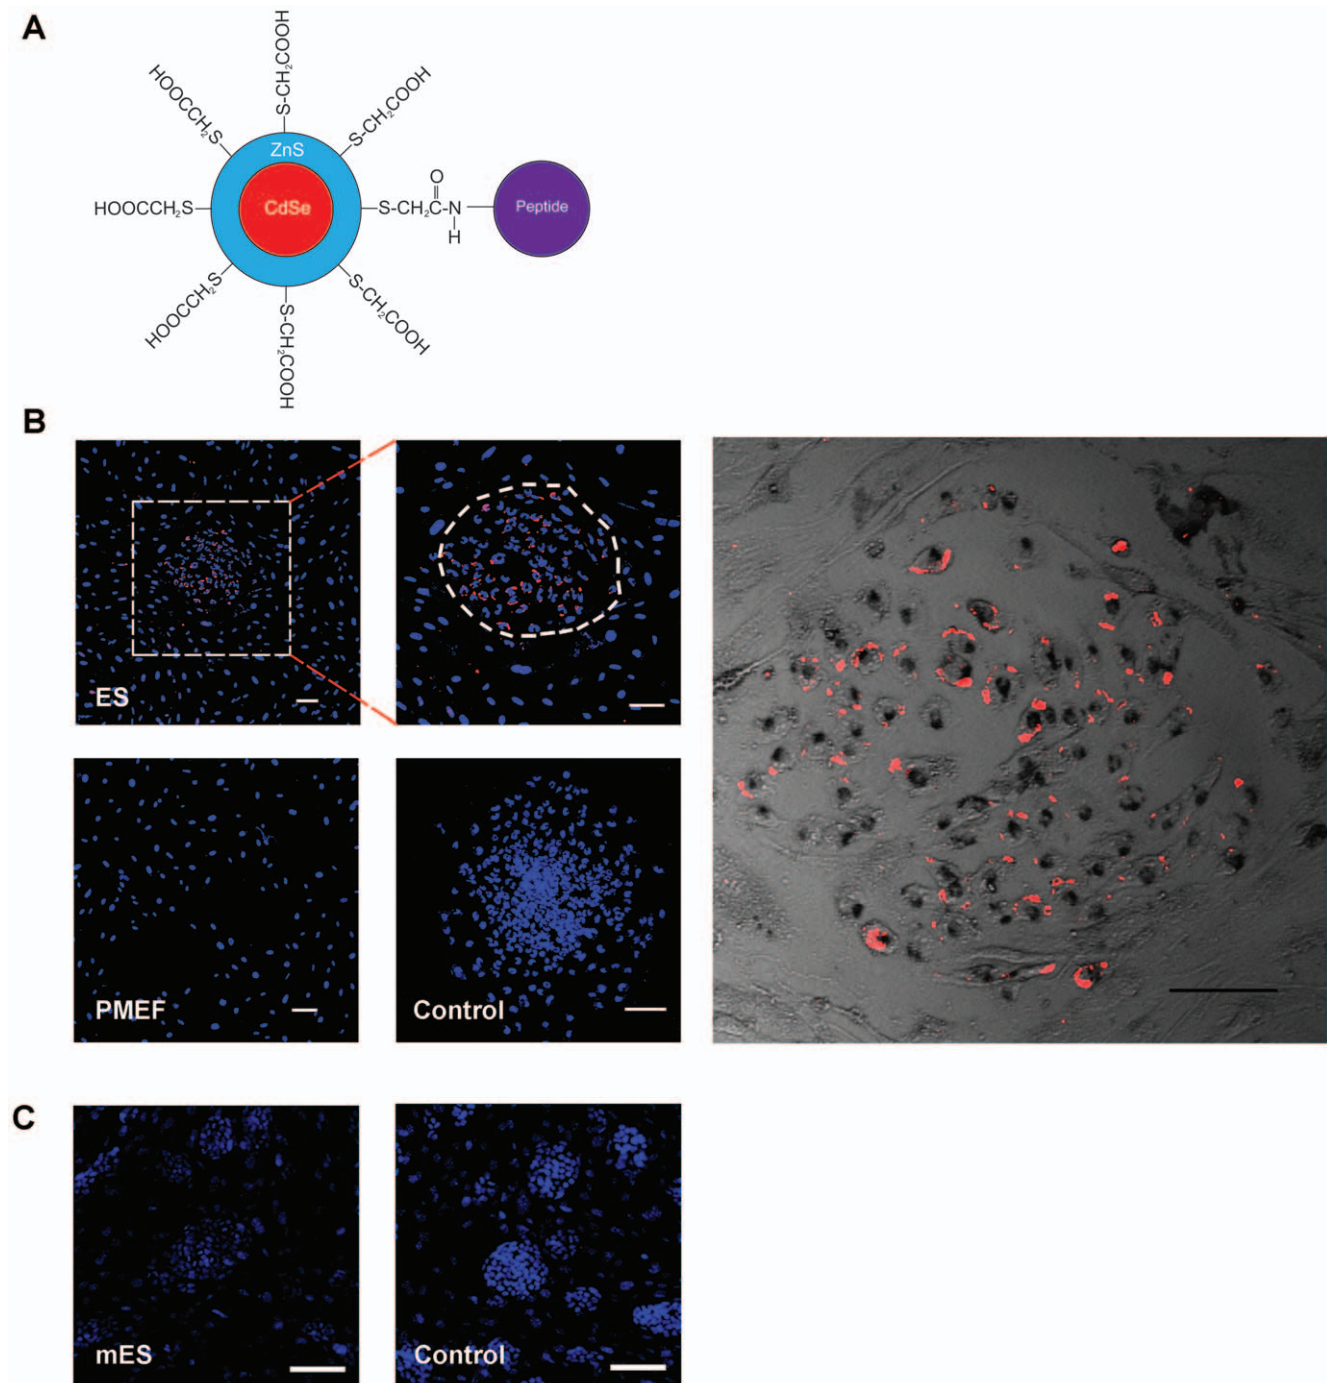 A
S-CH₂COOH
HOOCCH₂S
S-CH₂COOH
ZnS
CdSe
HOOCCH₂S
S-CH₂C-N
O
H
Peptide
HOOCCH₂S
S-CH₂COOH
S-CH₂COOH
B
ES
PMEF
Control
C
mES
Control